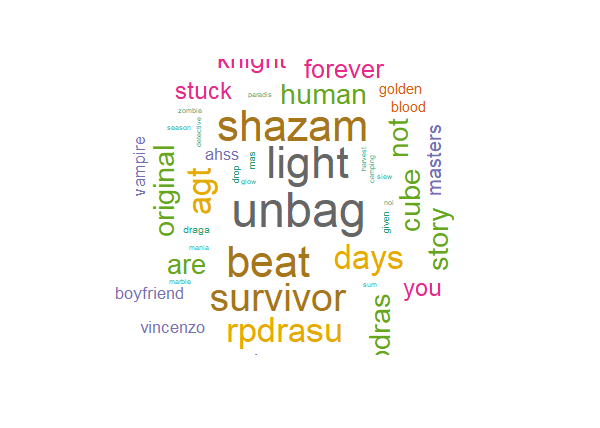 knight
forever
stuck
paradis
human
golden
blood
zombie
season
detective
shazam
not
masters
vampire
original
ahss
drop
glow
mas
light
harvest
camping
slew
agt
unbag
noi
given
cube
story
draga
mania
are
marble
beat
days
boyfriend
survivor
sum
you
vincenzo
rpdrasu
odras